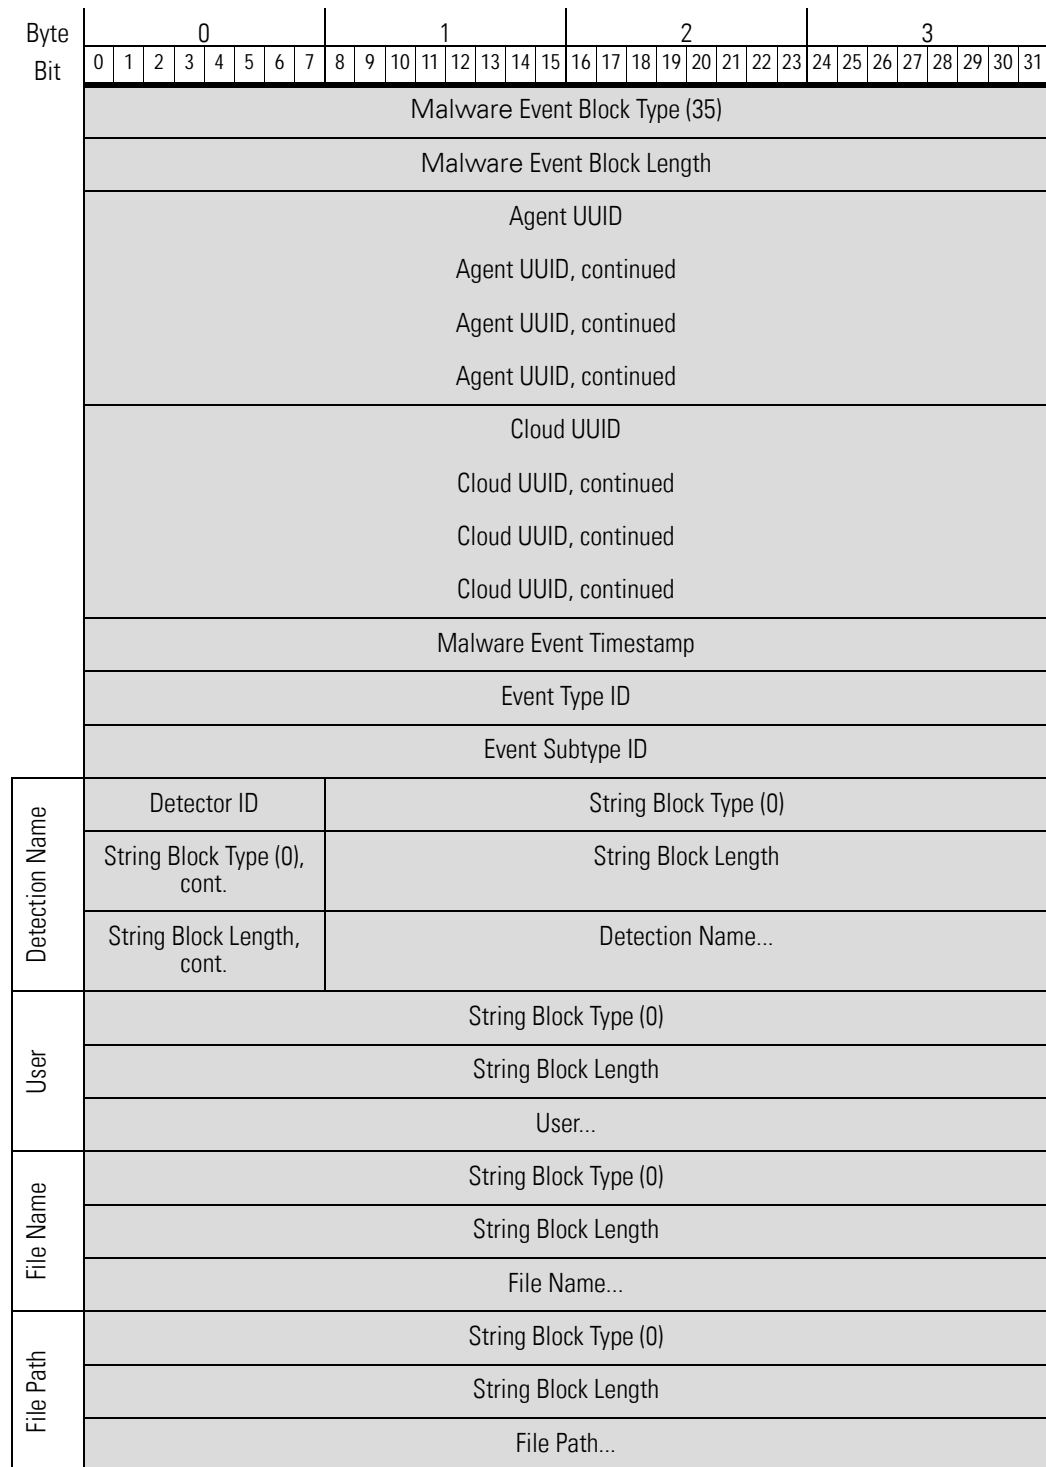 Byte 0 1 2 3
Bit 0 1 2 3 4 5 6 7 8 9 10 11 12 13 14 15 16 17 18 19 20 21 22 23 24 25 26 27 28 29 30 31
Malware Event Block Type (35)
Malware Event Block Length
Agent UUID
Agent UUID, continued
Agent UUID, continued
Agent UUID, continued
Cloud UUID
Cloud UUID, continued
Cloud UUID, continued
Cloud UUID, continued
Malware Event Timestamp
Event Type ID
Event Subtype ID
Detection Name
Detector ID
String Block Type (0)
String Block Type (0),
cont.
String Block Length
String Block Length,
cont.
Detection Name...
User
String Block Type (0)
String Block Length
User...
File Name
String Block Type (0)
String Block Length
File Name...
File Path
String Block Type (0)
String Block Length
File Path...